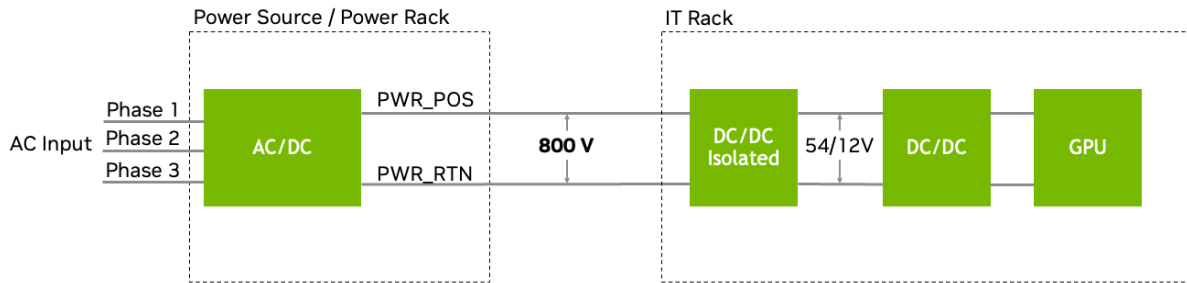 Power Source / Power Rack
IT Rack
AC Input
Phase 1
Phase 2
Phase 3
AC/DC
PWR_POS
PWR_RTN
800 V
DC/DC
Isolated
54/12V
DC/DC
GPU